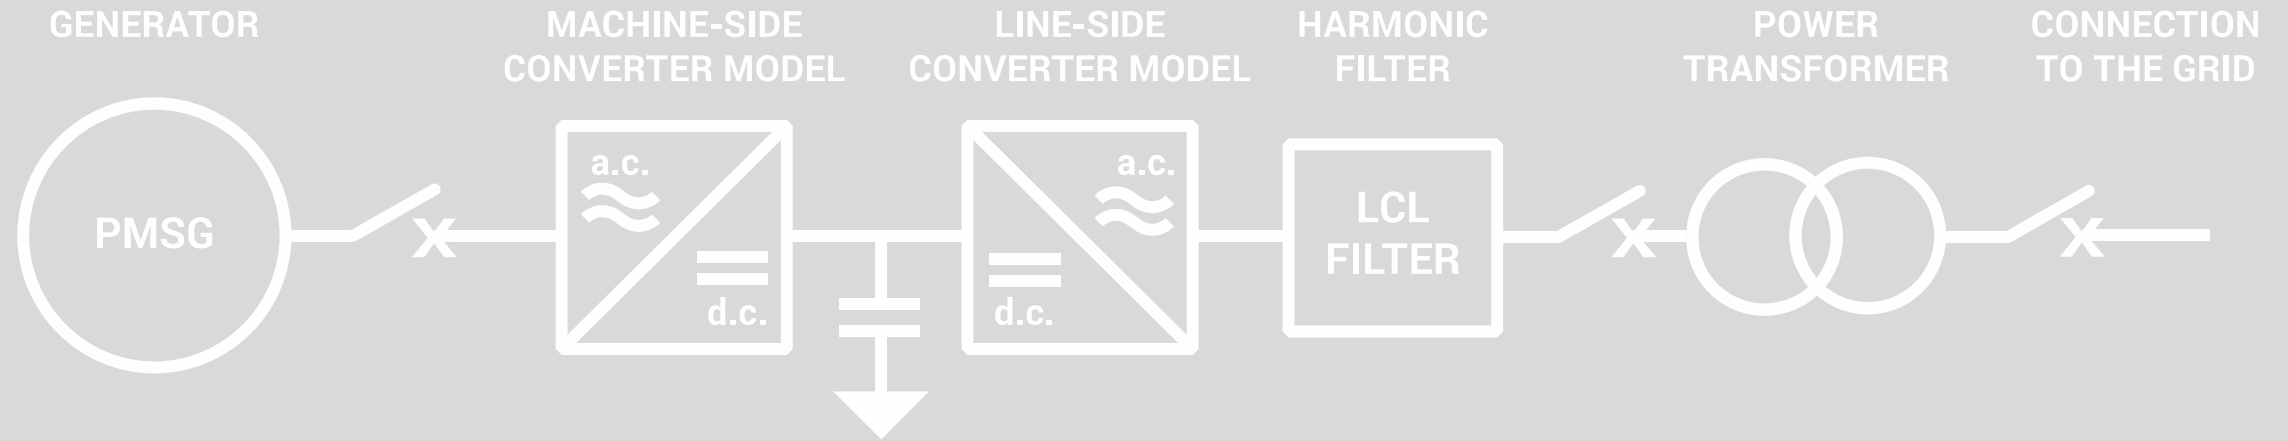 GENERATOR
MACHINE-SIDE
CONVERTER MODEL
LINE-SIDE
CONVERTER MODEL
HARMONIC
FILTER
POWER
TRANSFORMER
CONNECTION
TO THE GRID
PMSG
a.c.
d.c.
a.c.
d.c.
LCL
FILTER